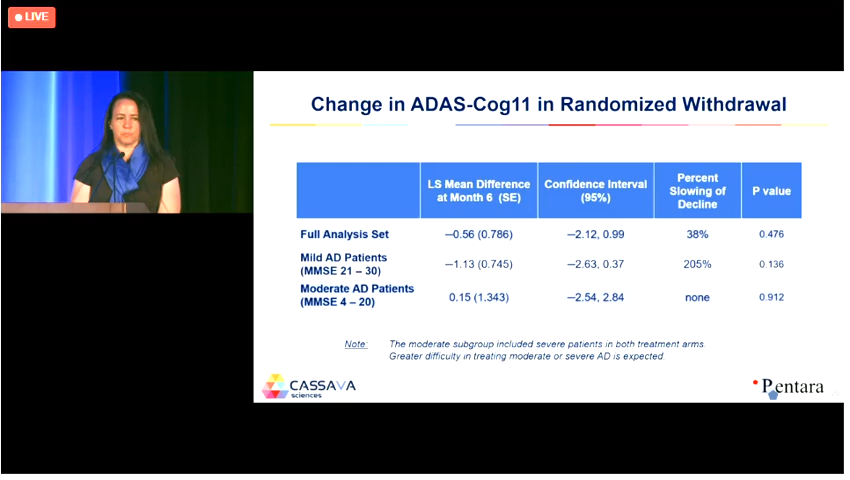 LIVE
Change in ADAS-Cog11 in Randomized Withdrawal
LS Mean Difference at Month 6 (SE) Confidence Interval (95%) Percent Slowing of Decline P value
Full Analysis Set −0.56 (0.786) −2.12, 0.99 38% 0.476
Mild AD Patients (MMSE 21 – 30) −1.13 (0.745) −2.63, 0.37 205% 0.136
Moderate AD Patients (MMSE 4 – 20) 0.15 (1.343) −2.54, 2.84 none 0.912
Note: The moderate subgroup included severe patients in both treatment arms.
Greater difficulty in treating moderate or severe AD is expected.
CASSAVA
sciences
Pentara